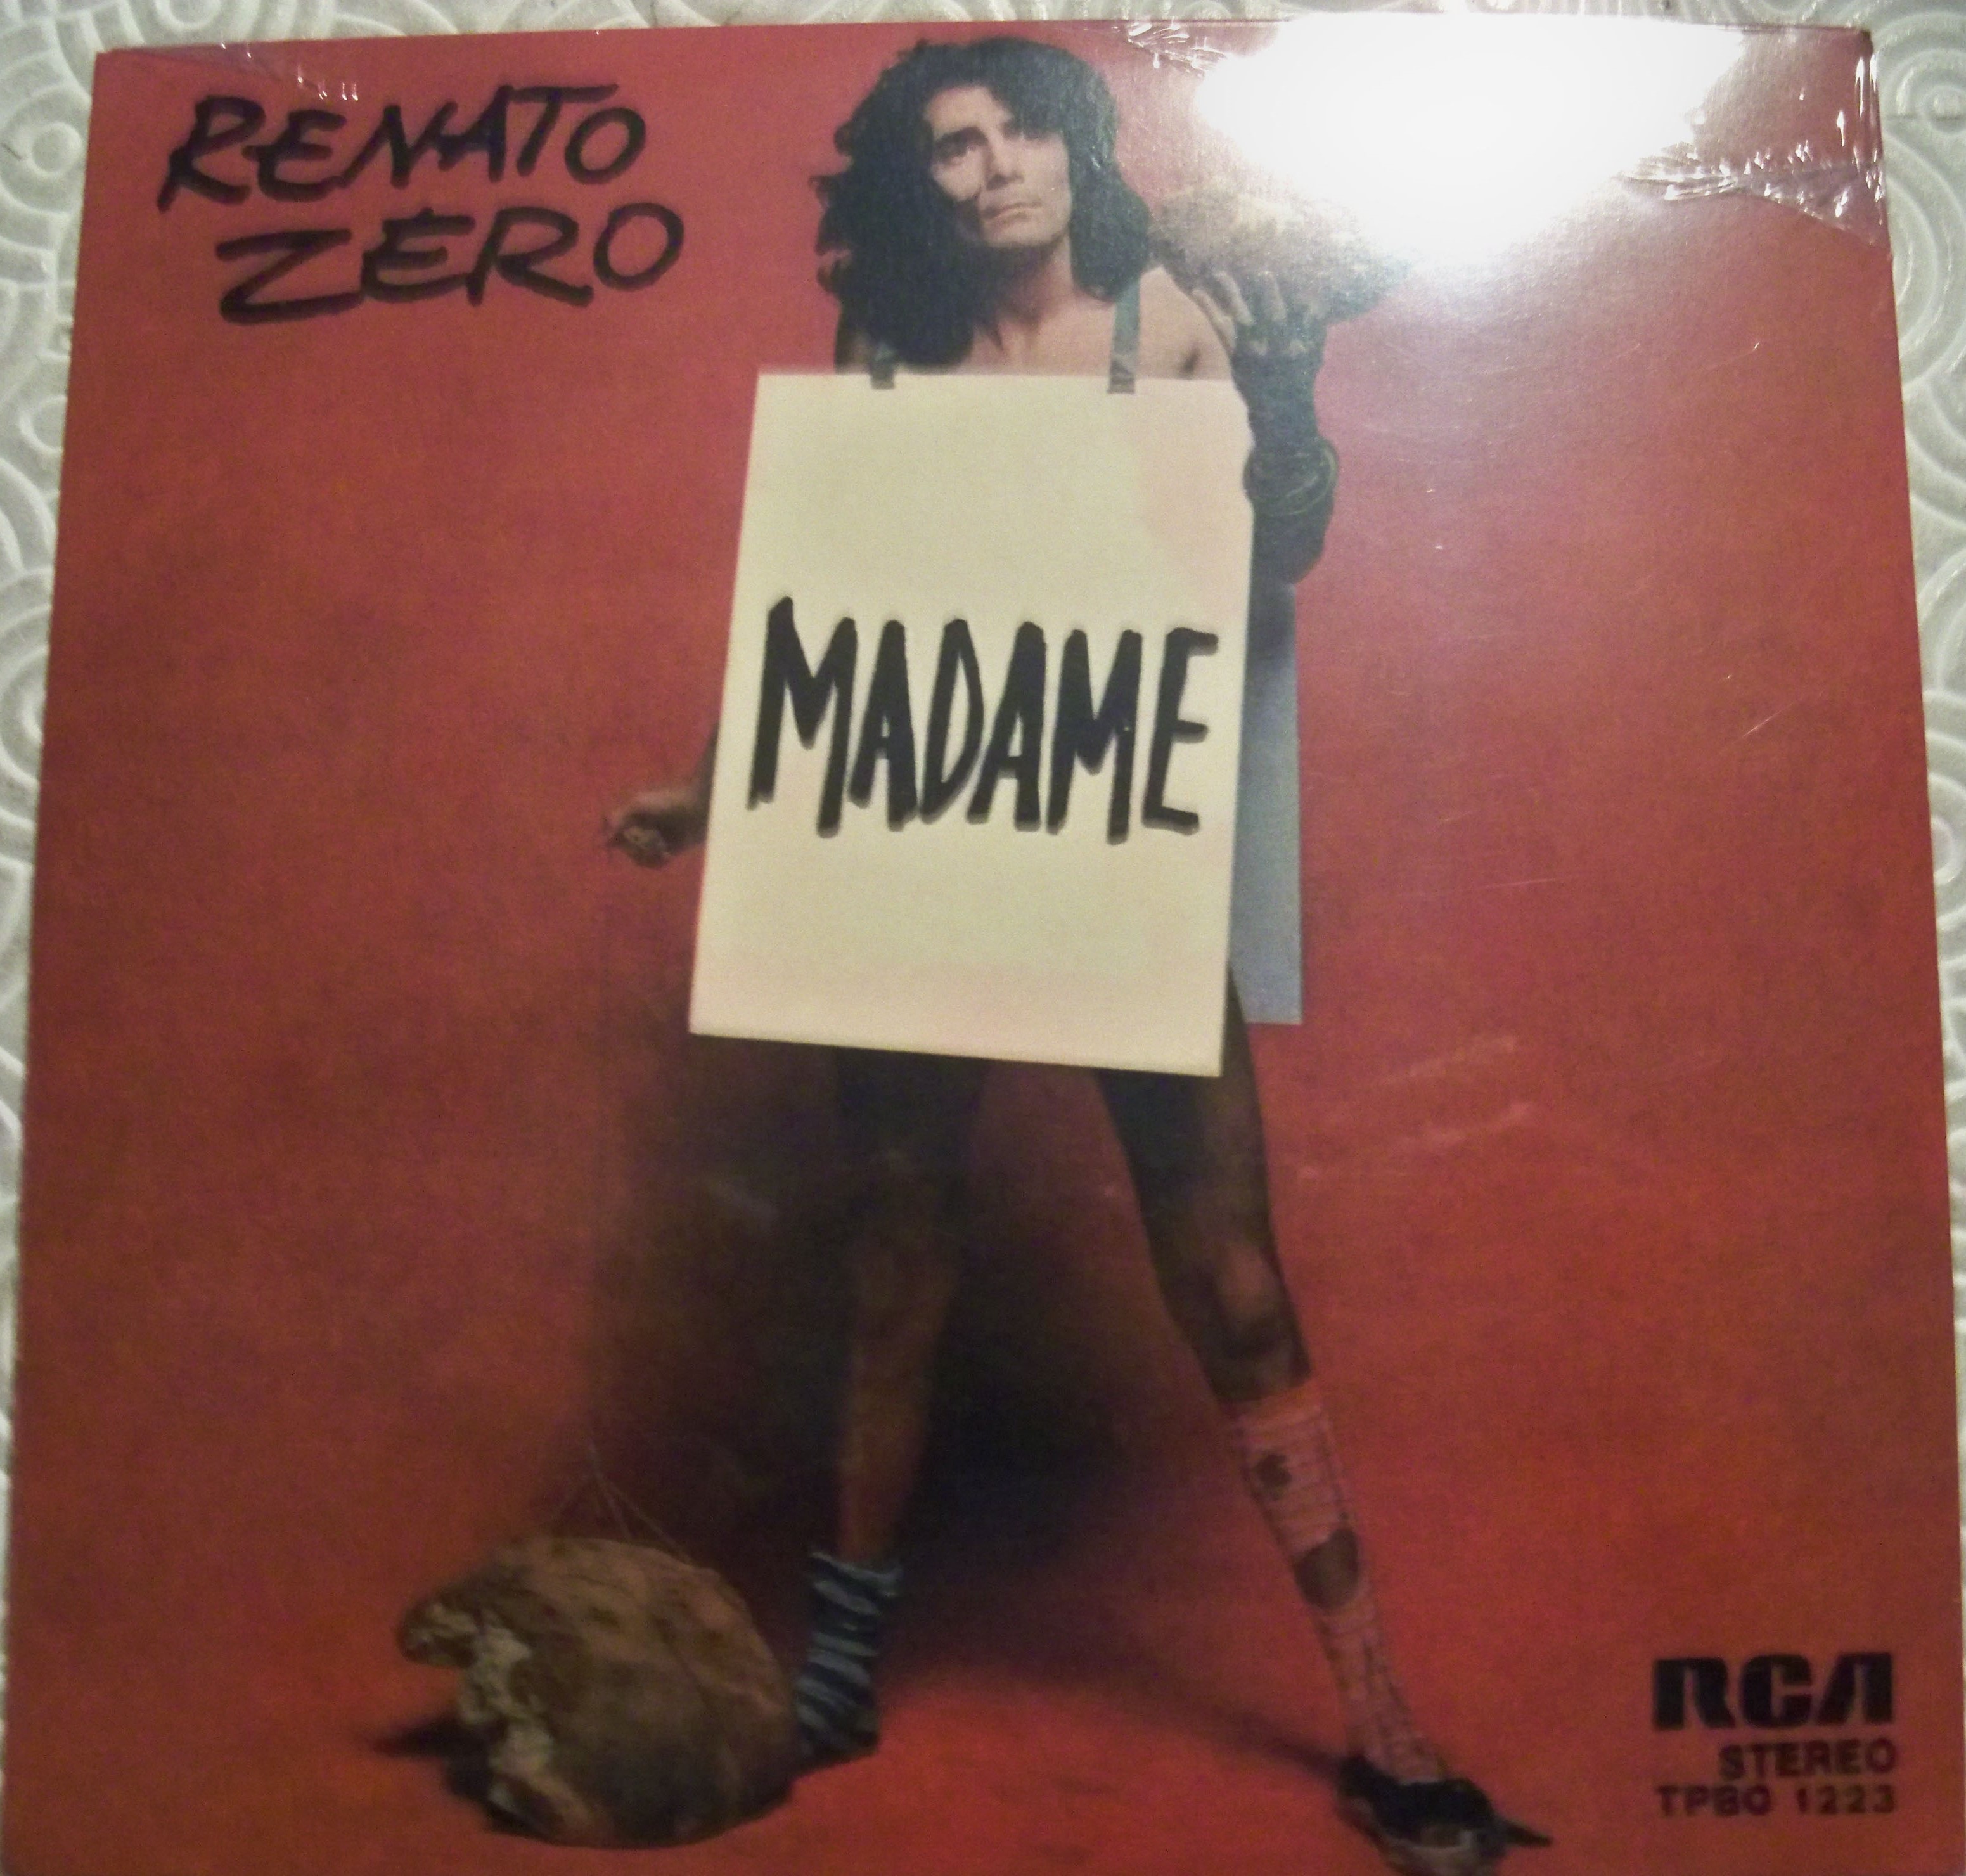 RENATO
ZERO
MADAME
RCA
STEREO
TPBO 1223